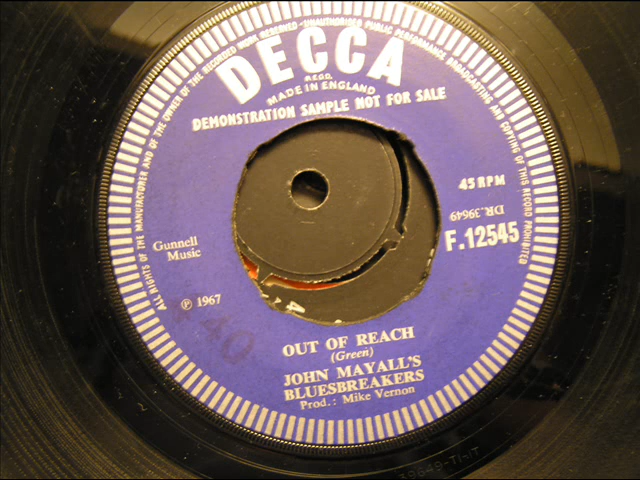 ALL RIGHTS OF THE MANUFACTURER AND OF THE OWNER OF THE RECORDED WORK RESERVED · UNAUTHORISED PUBLIC PERFORMANCE BROADCASTING AND COPYING OF THIS RECORD PROHIBITED
DECCA
REGD.
MADE IN ENGLAND
DEMONSTRATION SAMPLE NOT FOR SALE
45 RPM
DR.39649
F.12545
Gunnell
Music
℗ 1967
40
OUT OF REACH
(Green)
JOHN MAYALL'S
BLUESBREAKERS
Prod.: Mike Vernon